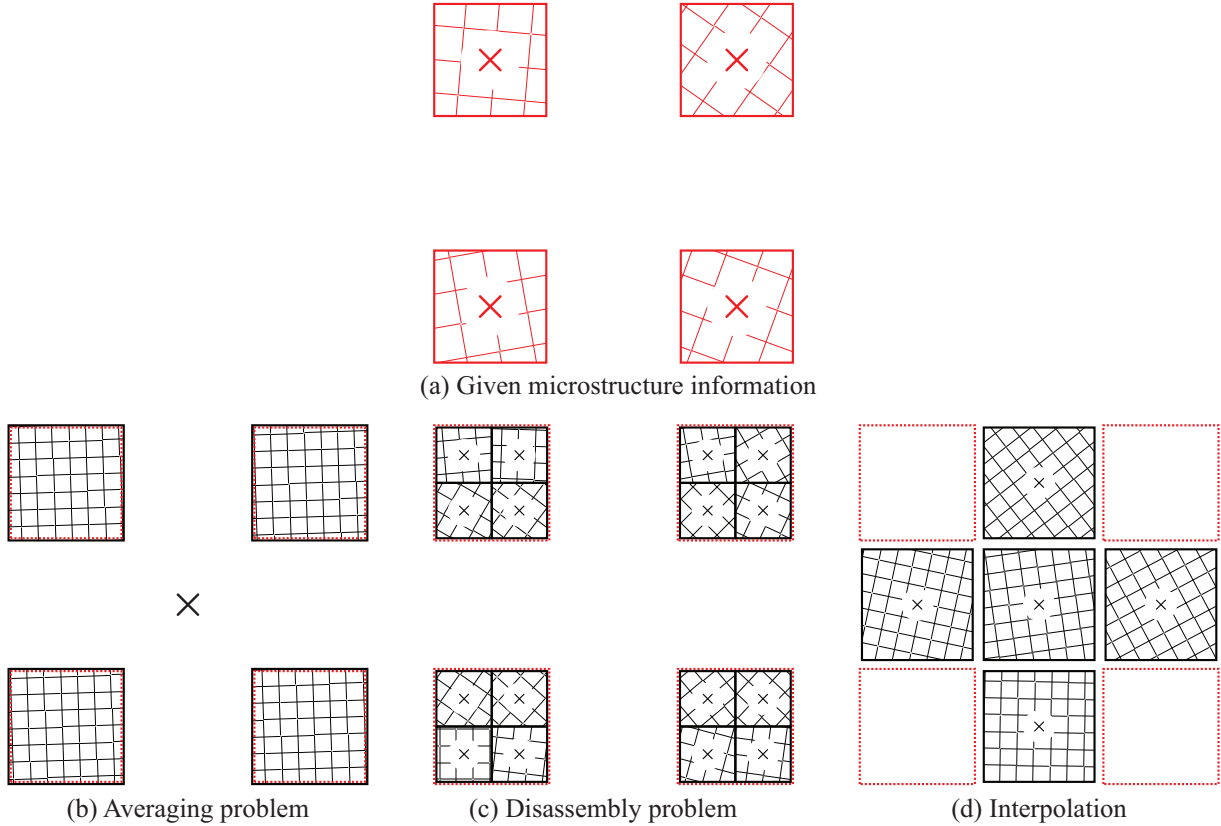 (a) Given microstructure information
(b) Averaging problem
(c) Disassembly problem
(d) Interpolation